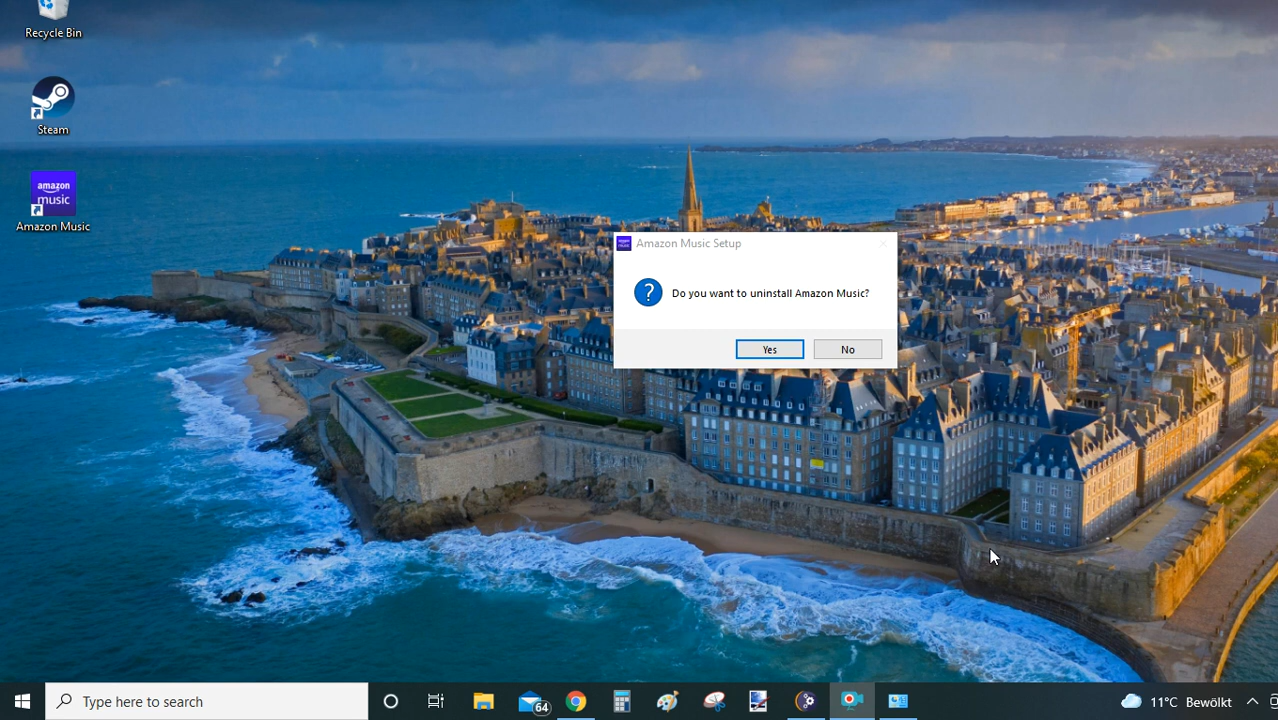 Recycle Bin
Steam
amazon
music
Amazon Music
Amazon Music Setup
Do you want to uninstall Amazon Music?
Yes
No
Type here to search
64
11°C Bewölkt